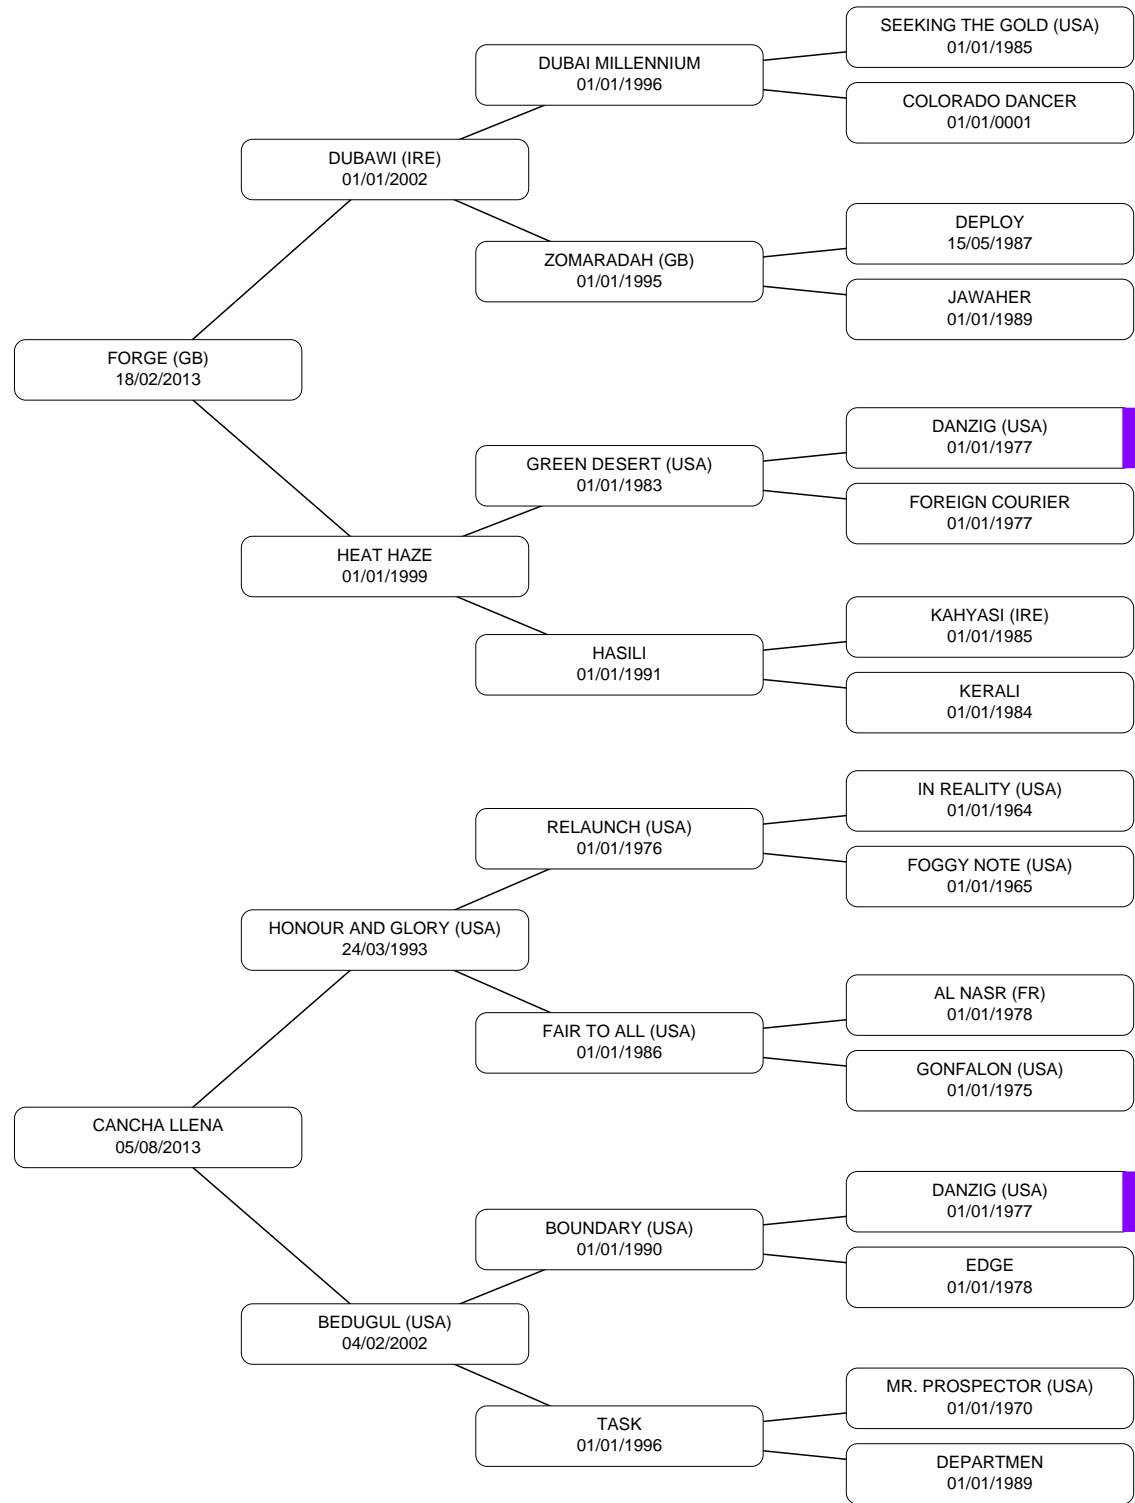 SEEKING THE GOLD (USA)
01/01/1985
DUBAI MILLENNIUM
01/01/1996
COLORADO DANCER
01/01/0001
DUBAWI (IRE)
01/01/2002
DEPLOY
15/05/1987
ZOMARADAH (GB)
01/01/1995
JAWAHER
01/01/1989
FORGE (GB)
18/02/2013
DANZIG (USA)
01/01/1977
GREEN DESERT (USA)
01/01/1983
FOREIGN COURIER
01/01/1977
HEAT HAZE
01/01/1999
KAHYASI (IRE)
01/01/1985
HASILI
01/01/1991
KERALI
01/01/1984
IN REALITY (USA)
01/01/1964
RELAUNCH (USA)
01/01/1976
FOGGY NOTE (USA)
01/01/1965
HONOUR AND GLORY (USA)
24/03/1993
AL NASR (FR)
01/01/1978
FAIR TO ALL (USA)
01/01/1986
GONFALON (USA)
01/01/1975
CANCHA LLENA
05/08/2013
DANZIG (USA)
01/01/1977
BOUNDARY (USA)
01/01/1990
EDGE
01/01/1978
BEDUGUL (USA)
04/02/2002
MR. PROSPECTOR (USA)
01/01/1970
TASK
01/01/1996
DEPARTMEN
01/01/1989